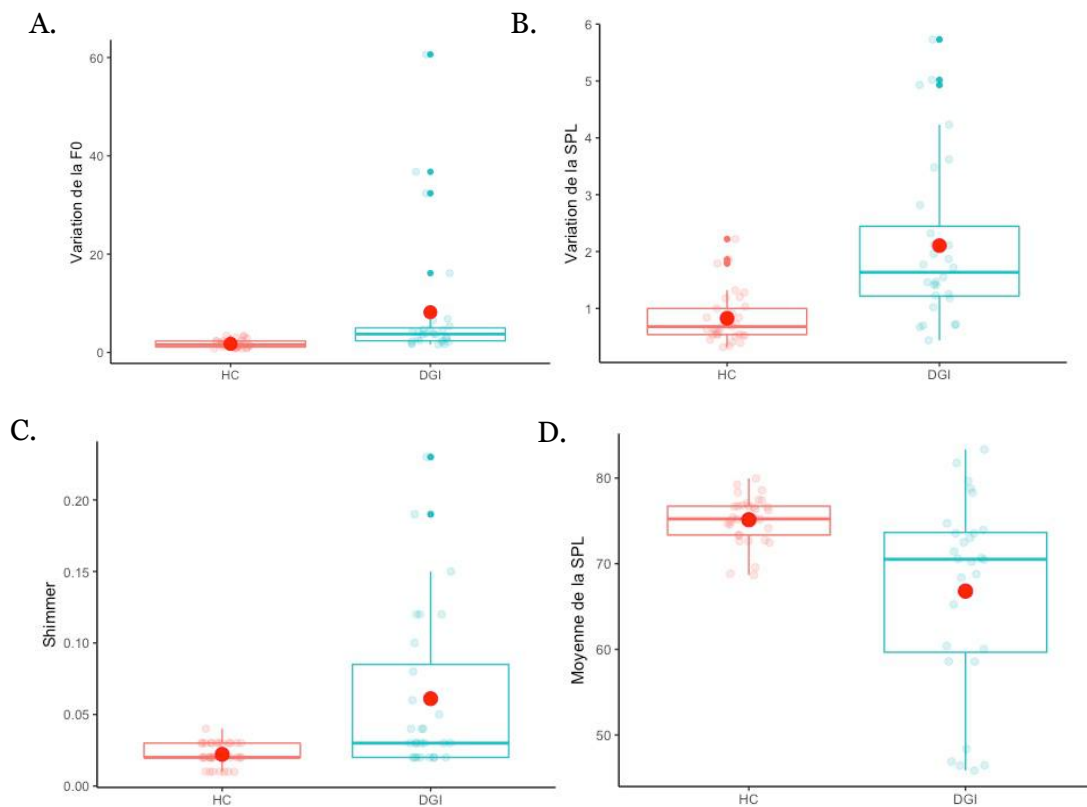 A.
Variation de la F0
60
40
20
0
HC
DGI
B.
Variation de la SPL
6
5
4
3
2
1
HC
DGI
C.
Shimmer
0.20
0.15
0.10
0.05
0.00
HC
DGI
D.
Moyenne de la SPL
80
70
60
50
HC
DGI